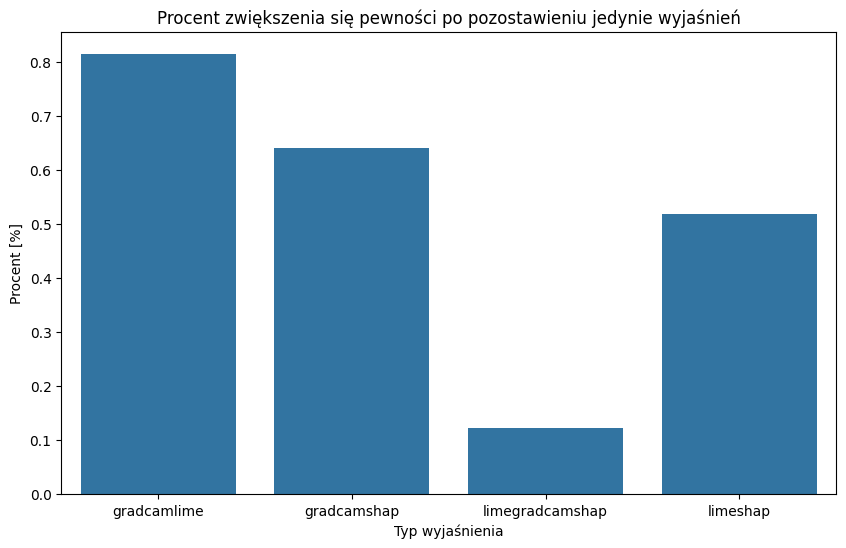 Procent zwiększenia się pewności po pozostawieniu jedynie wyjaśnień
Procent [%]
0.8
0.7
0.6
0.5
0.4
0.3
0.2
0.1
0.0
gradcamlime gradcamshap limegradcamshap limeshap
Typ wyjaśnienia